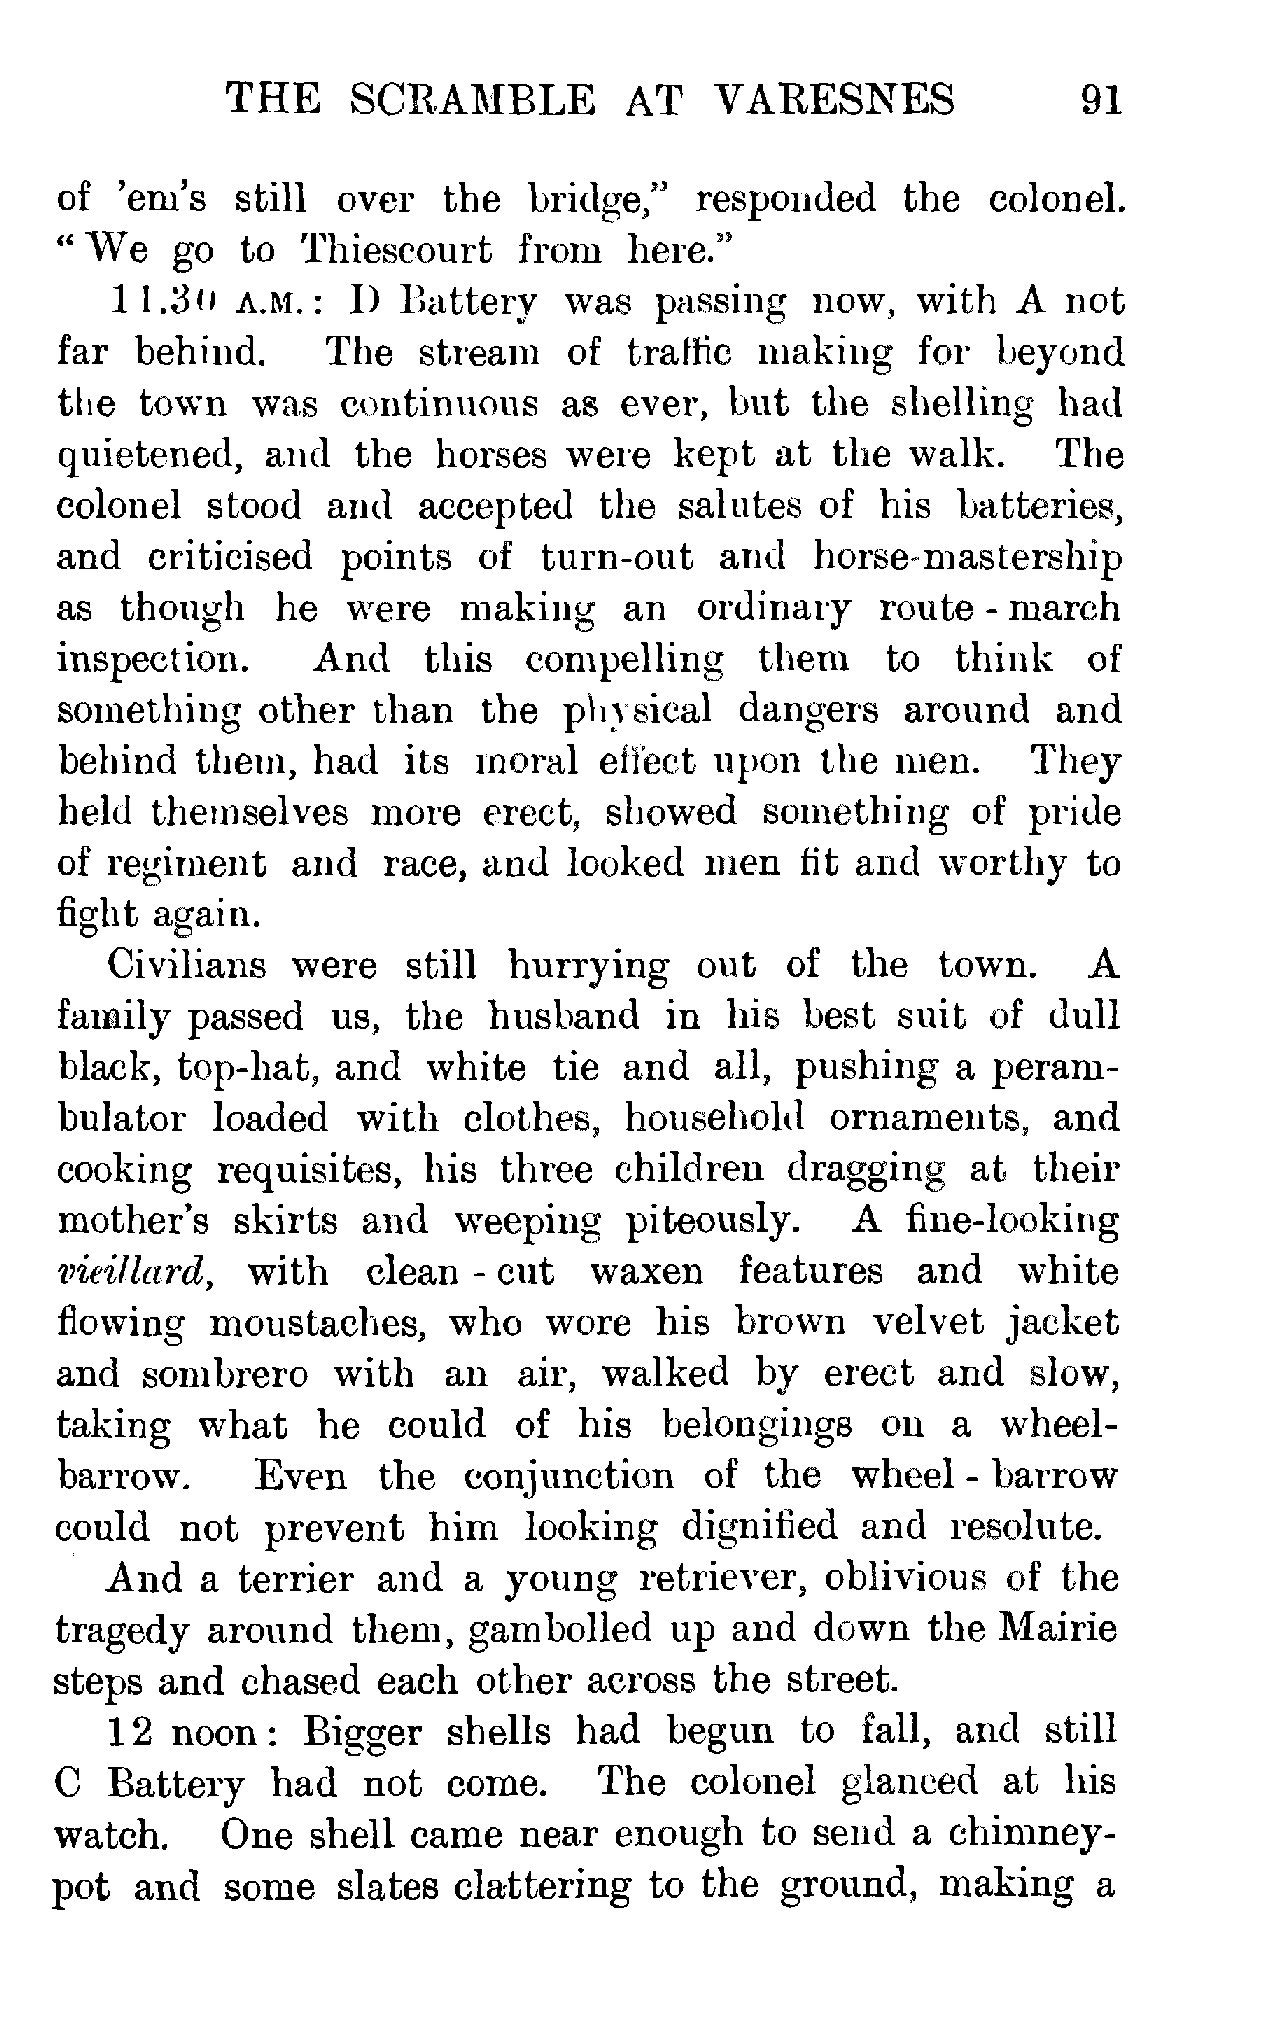 THE SCRAMBLE AT VARESNES 91
of 'em's still over the bridge," responded the colonel.
"We go to Thiescourt from here."
11.30 A.M.: D Battery was passing now, with A not
far behind. The stream of traffic making for beyond
the town was continuous as ever, but the shelling had
quietened, and the horses were kept at the walk. The
colonel stood and accepted the salutes of his batteries,
and criticised points of turn-out and horse-mastership
as though he were making an ordinary route-march
inspection. And this compelling them to think of
something other than the physical dangers around and
behind them, had its moral effect upon the men. They
held themselves more erect, showed something of pride
of regiment and race, and looked men fit and worthy to
fight again.
Civilians were still hurrying out of the town. A
family passed us, the husband in his best suit of dull
black, top-hat, and white tie and all, pushing a peram-
bulator loaded with clothes, household ornaments, and
cooking requisites, his three children dragging at their
mother's skirts and weeping piteously. A fine-looking
vieillard, with clean-cut waxen features and white
flowing moustaches, who wore his brown velvet jacket
and sombrero with an air, walked by erect and slow,
taking what he could of his belongings on a wheel-
barrow. Even the conjunction of the wheel-barrow
could not prevent him looking dignified and resolute.
And a terrier and a young retriever, oblivious of the
tragedy around them, gambolled up and down the Mairie
steps and chased each other across the street.
12 noon: Bigger shells had begun to fall, and still
C Battery had not come. The colonel glanced at his
watch. One shell came near enough to send a chimney-
pot and some slates clattering to the ground, making a